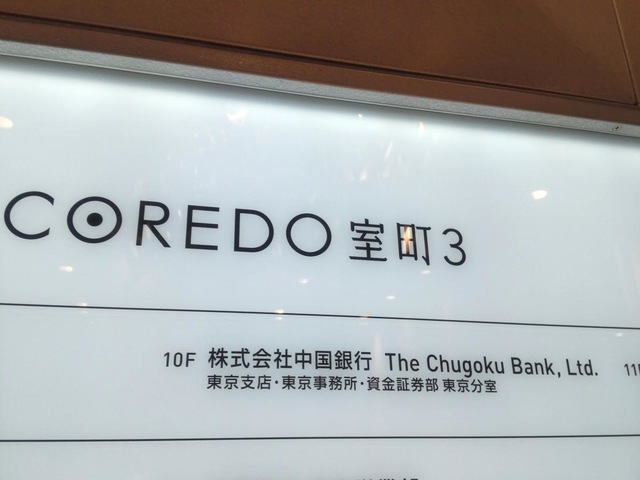 COREDO 室町 3
10F 株式会社中国銀行 The Chugoku Bank, Ltd.
東京支店・東京事務所・資金証券部 東京分室